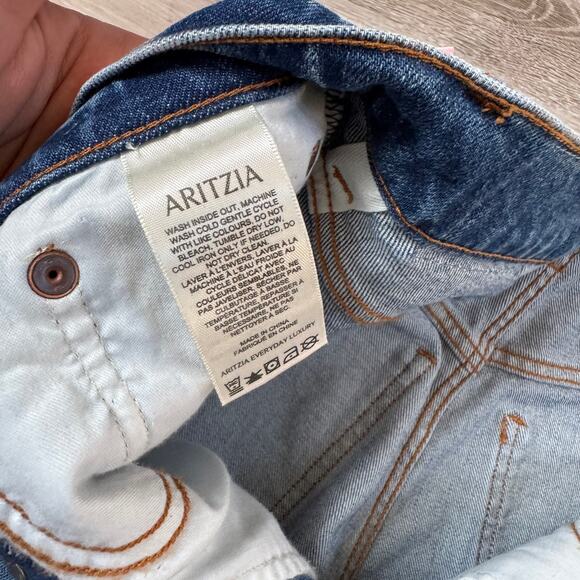 ARITZIA
WASH INSIDE OUT, MACHINE
WASH COLD GENTLE CYCLE
WITH LIKE COLOURS, DO NOT
BLEACH, TUMBLE DRY LOW,
COOL IRON ONLY IF NEEDED, DO
NOT DRY CLEAN.
LAVER À L'ENVERS, LAVER À LA
MACHINE À L'EAU FROIDE AU
CYCLE DÉLICAT AVEC LES
COULEURS SEMBLABLES, NE
PAS JAVELISER, SÉCHER PAR
CULBUTAGE À BASSE
TEMPÉRATURE, REPASSER À
BASSE TEMPÉRATURE SI
NÉCESSAIRE, NE PAS
NETTOYER À SEC.
MADE IN CHINA
FABRIQUÉ EN CHINE
ARITZIA EVERYDAY LUXURY